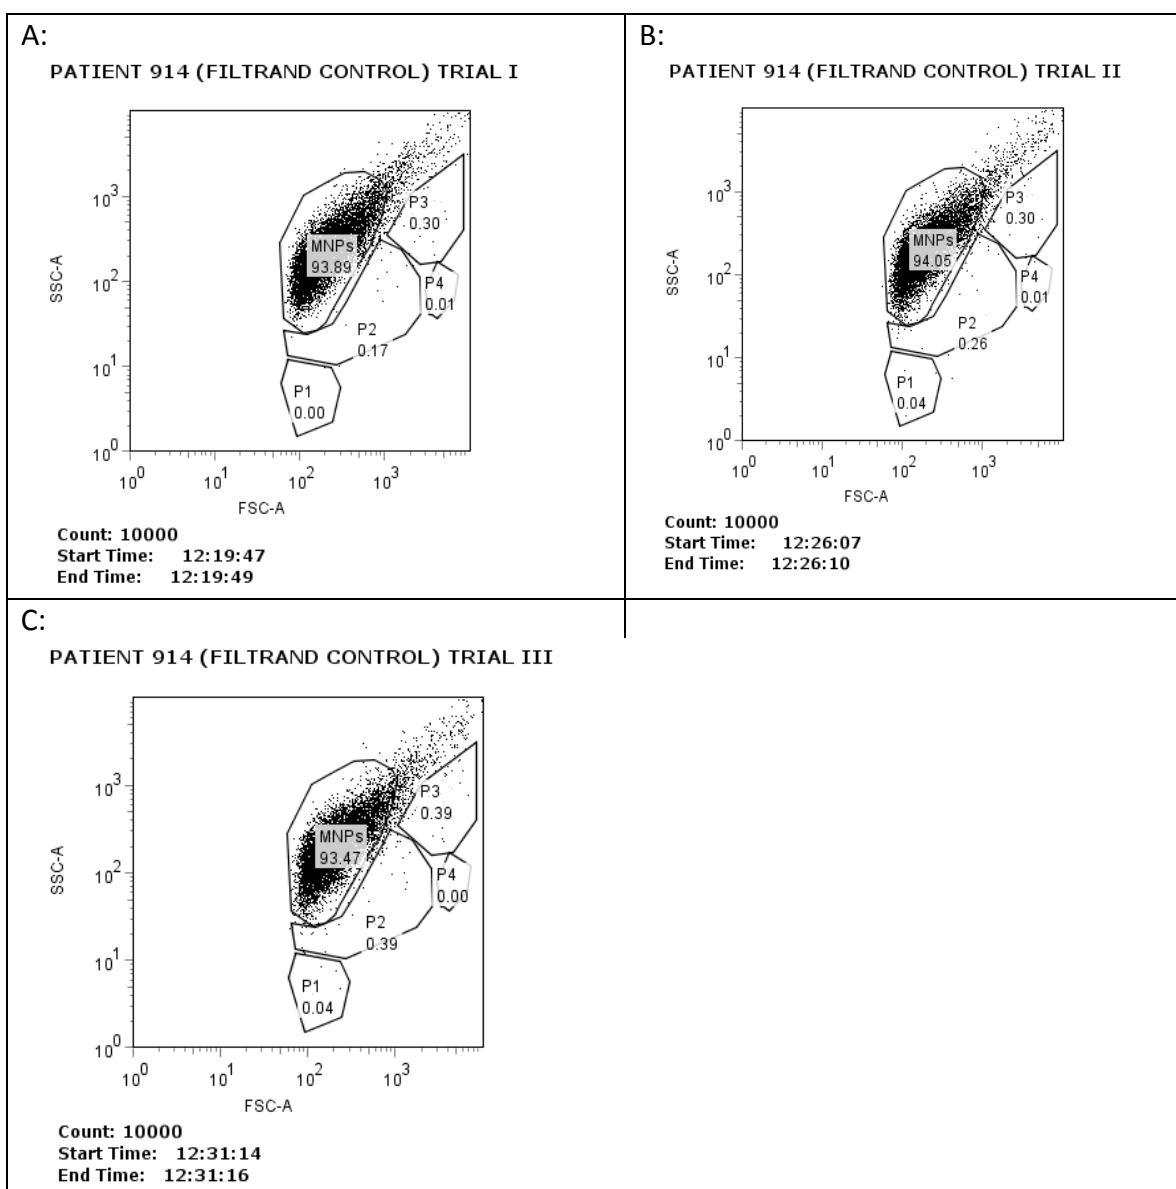 A:
PATIENT 914 (FILTRAND CONTROL) TRIAL I
SSC-A
10^3
10^2
10^1
10^0
MNPs
93.89
P3
0.30
P4
0.01
P2
0.17
P1
0.00
10^0 10^1 10^2 10^3
FSC-A
Count: 10000
Start Time: 12:19:47
End Time: 12:19:49
B:
PATIENT 914 (FILTRAND CONTROL) TRIAL II
SSC-A
10^3
10^2
10^1
10^0
MNPs
94.05
P3
0.30
P4
0.01
P2
0.26
P1
0.04
10^0 10^1 10^2 10^3
FSC-A
Count: 10000
Start Time: 12:26:07
End Time: 12:26:10
C:
PATIENT 914 (FILTRAND CONTROL) TRIAL III
SSC-A
10^3
10^2
10^1
10^0
MNPs
93.47
P3
0.39
P4
0.00
P2
0.39
P1
0.04
10^0 10^1 10^2 10^3
FSC-A
Count: 10000
Start Time: 12:31:14
End Time: 12:31:16